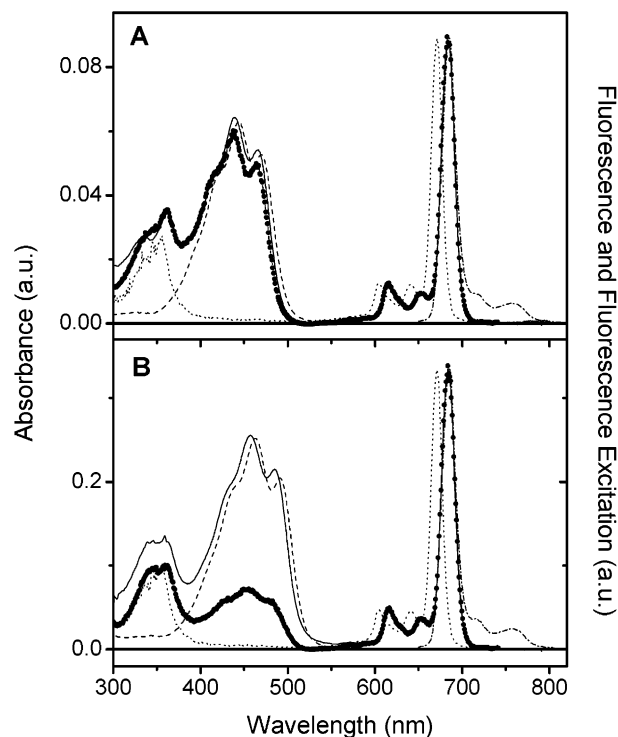 A
0.08
0.04
0.00
B
0.2
0.0
300 400 500 600 700 800
Wavelength (nm)
Absorbance (a.u.)
Fluorescence and Fluorescence Excitation (a.u.)